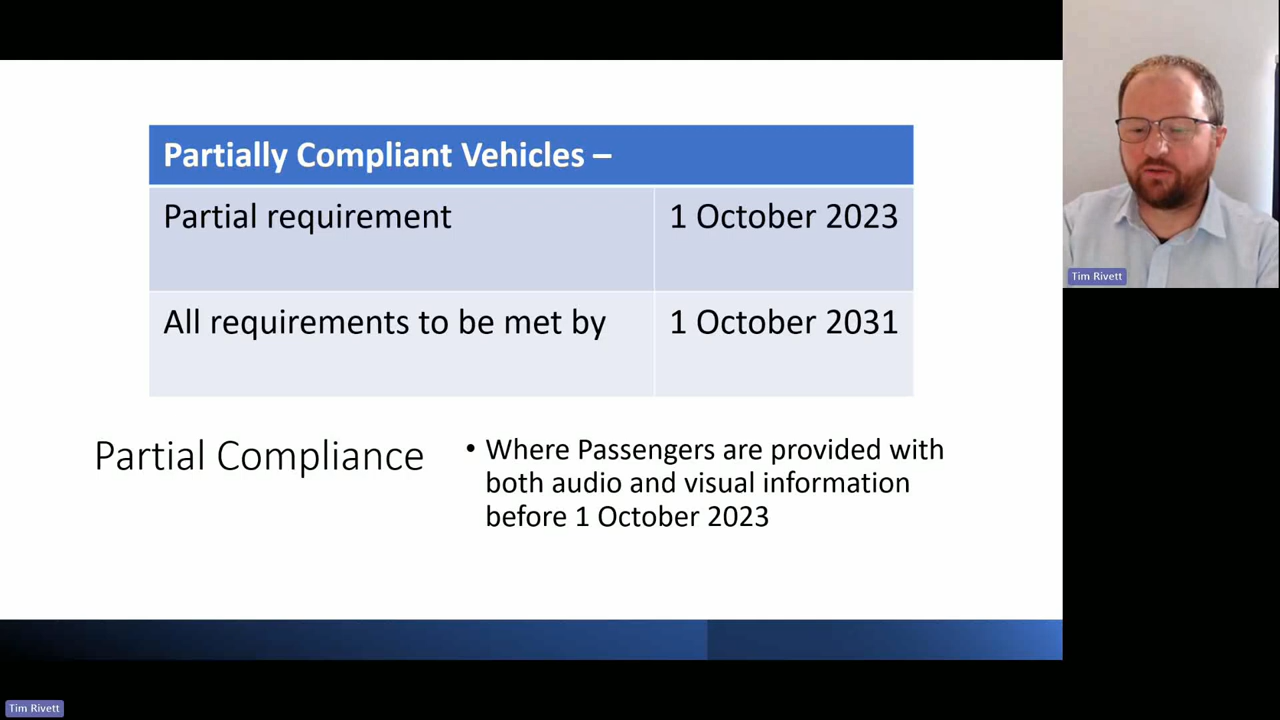 Partially Compliant Vehicles –
Partial requirement 1 October 2023
All requirements to be met by 1 October 2031
Partial Compliance
• Where Passengers are provided with
both audio and visual information
before 1 October 2023
Tim Rivett
Tim Rivett